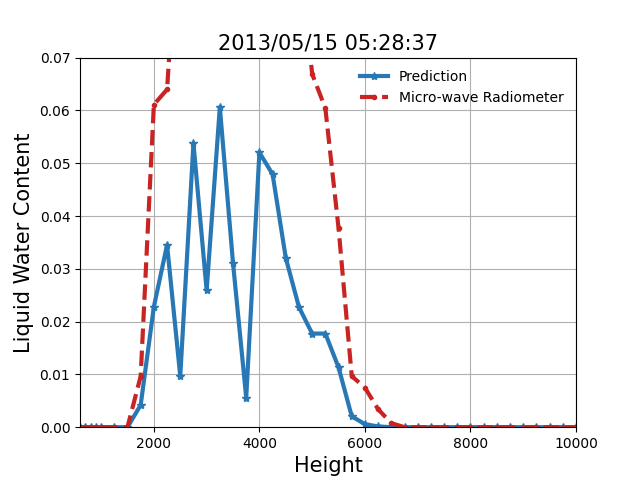 2013/05/15 05:28:37
0.07
0.06
0.05
0.04
0.03
0.02
0.01
0.00
Liquid Water Content
Prediction
Micro-wave Radiometer
2000 4000 6000 8000 10000
Height